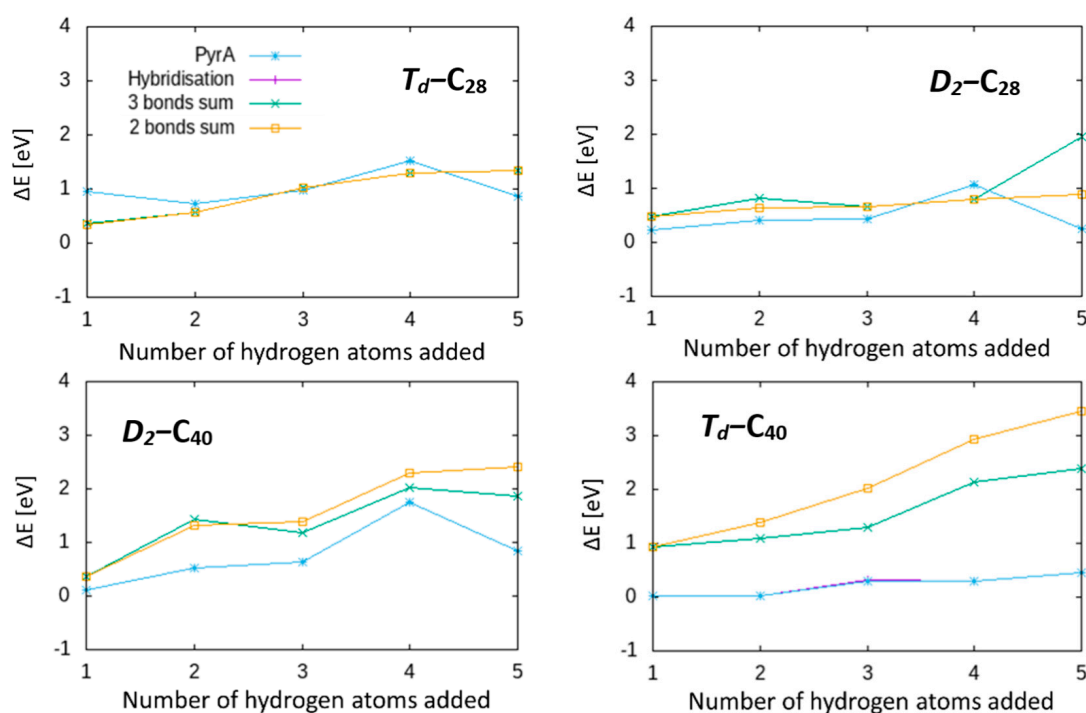 4
3
2
1
0
-1
ΔE [eV]
PyrA
Hybridisation
3 bonds sum
2 bonds sum
Td–C28
1 2 3 4 5
Number of hydrogen atoms added
4
3
2
1
0
-1
ΔE [eV]
D2–C28
1 2 3 4 5
Number of hydrogen atoms added
4
3
2
1
0
-1
ΔE [eV]
D2–C40
1 2 3 4 5
Number of hydrogen atoms added
4
3
2
1
0
-1
ΔE [eV]
Td–C40
1 2 3 4 5
Number of hydrogen atoms added